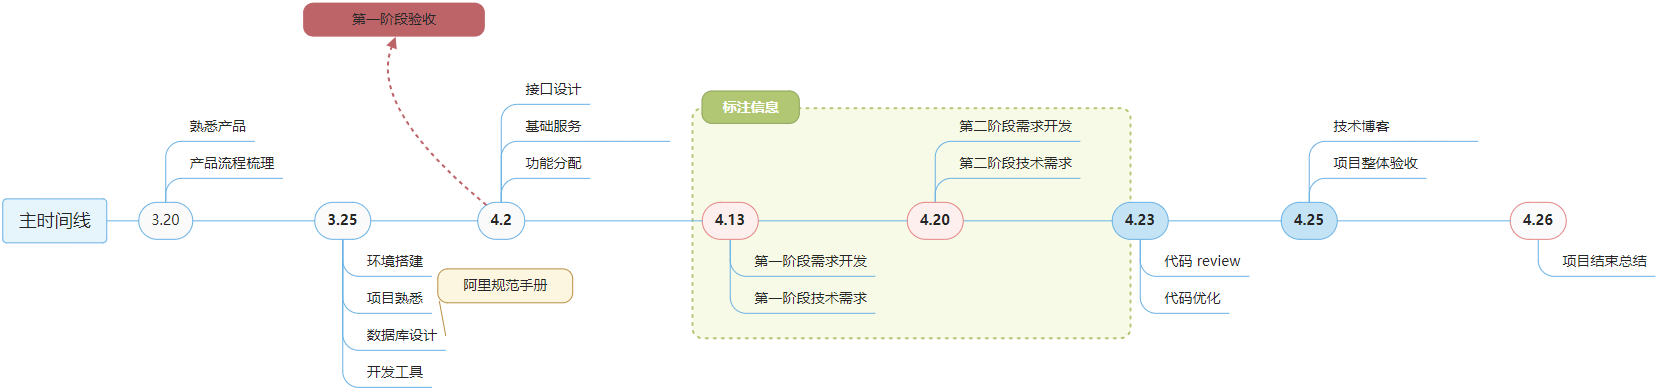 第一阶段验收
主时间线
3.20
熟悉产品
产品流程梳理
3.25
环境搭建
项目熟悉
数据库设计
开发工具
阿里规范手册
4.2
接口设计
基础服务
功能分配
标注信息
4.13
第一阶段需求开发
第一阶段技术需求
4.20
第二阶段需求开发
第二阶段技术需求
4.23
代码 review
代码优化
4.25
技术博客
项目整体验收
4.26
项目结束总结